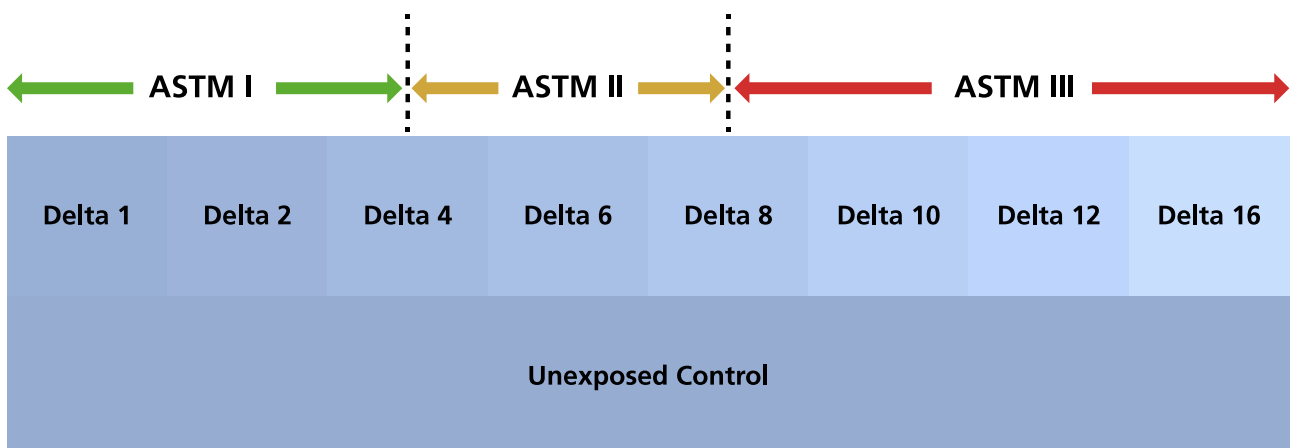 ASTM I ASTM II ASTM III
Delta 1 Delta 2 Delta 4 Delta 6 Delta 8 Delta 10 Delta 12 Delta 16
Unexposed Control